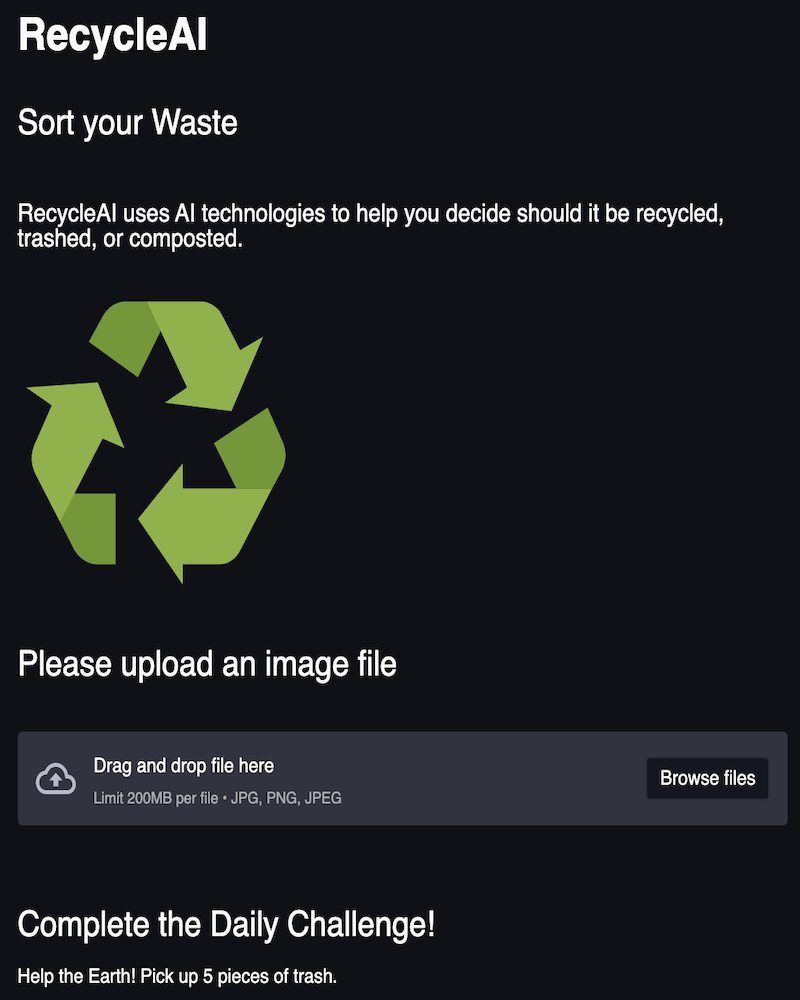 RecycleAI
Sort your Waste
RecycleAI uses AI technologies to help you decide should it be recycled,
trashed, or composted.
Please upload an image file
Drag and drop file here
Limit 200MB per file • JPG, PNG, JPEG
Browse files
Complete the Daily Challenge!
Help the Earth! Pick up 5 pieces of trash.